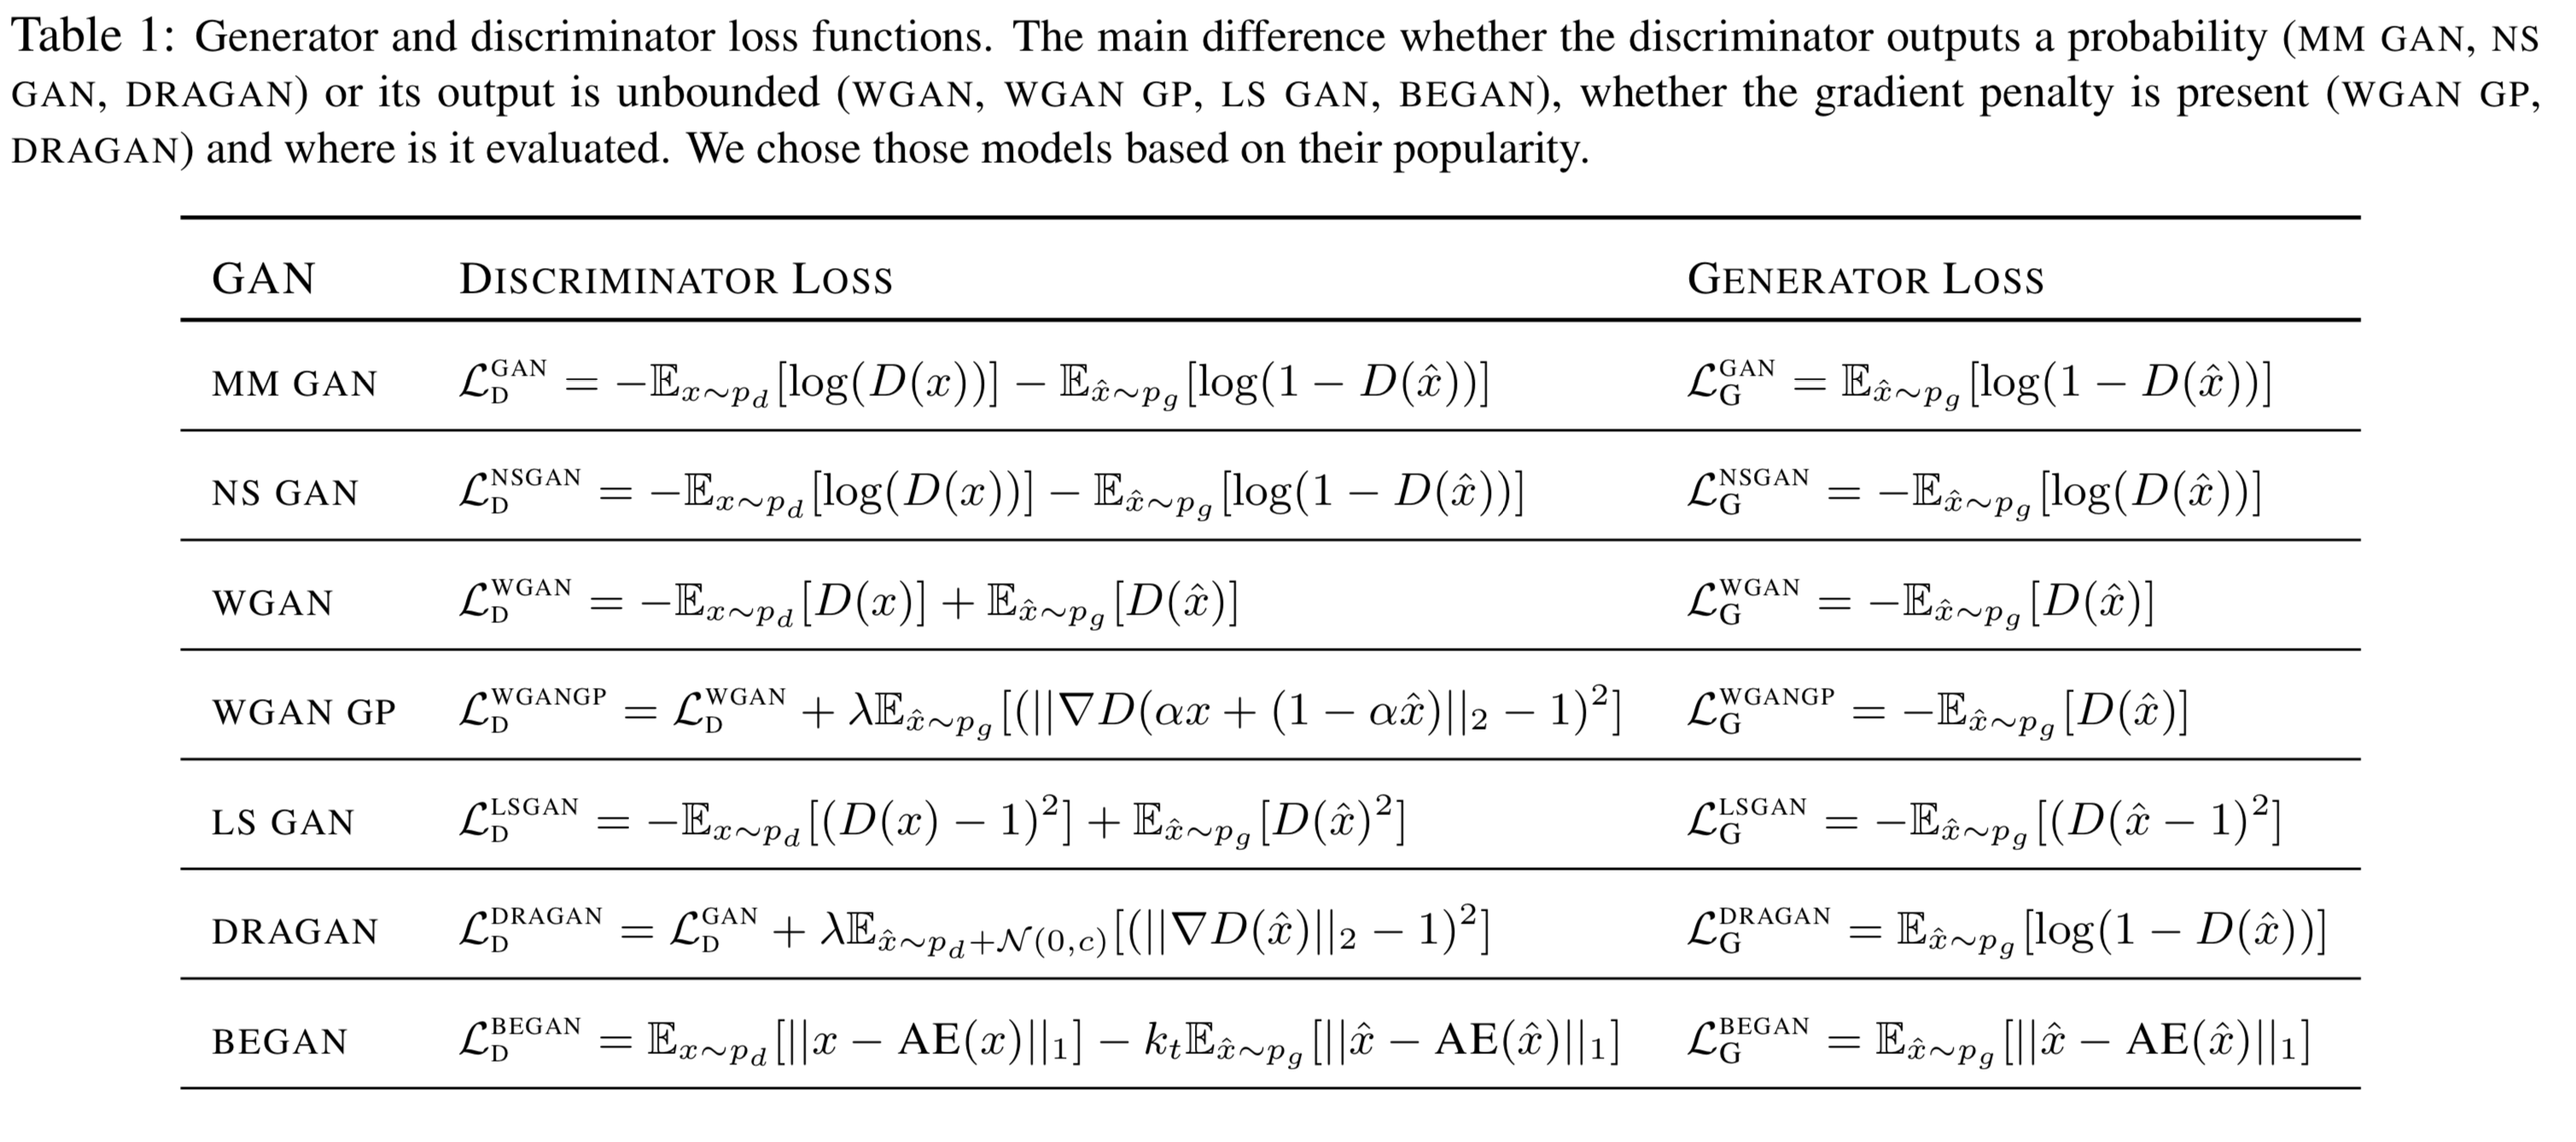 Table 1: Generator and discriminator loss functions. The main difference whether the discriminator outputs a probability (MM GAN, NS
GAN, DRAGAN) or its output is unbounded (WGAN, WGAN GP, LS GAN, BEGAN), whether the gradient penalty is present (WGAN GP,
DRAGAN) and where is it evaluated. We chose those models based on their popularity.
GAN DISCRIMINATOR LOSS GENERATOR LOSS
MM GAN $\mathcal{L}_{\text{D}}^{\text{GAN}} = -\mathbb{E}_{x \sim p_d}[\log(D(x))] - \mathbb{E}_{\hat{x} \sim p_g}[\log(1 - D(\hat{x}))]$ $\mathcal{L}_{\text{G}}^{\text{GAN}} = \mathbb{E}_{\hat{x} \sim p_g}[\log(1 - D(\hat{x}))]$
NS GAN $\mathcal{L}_{\text{D}}^{\text{NSGAN}} = -\mathbb{E}_{x \sim p_d}[\log(D(x))] - \mathbb{E}_{\hat{x} \sim p_g}[\log(1 - D(\hat{x}))]$ $\mathcal{L}_{\text{G}}^{\text{NSGAN}} = -\mathbb{E}_{\hat{x} \sim p_g}[\log(D(\hat{x}))]$
WGAN $\mathcal{L}_{\text{D}}^{\text{WGAN}} = -\mathbb{E}_{x \sim p_d}[D(x)] + \mathbb{E}_{\hat{x} \sim p_g}[D(\hat{x})]$ $\mathcal{L}_{\text{G}}^{\text{WGAN}} = -\mathbb{E}_{\hat{x} \sim p_g}[D(\hat{x})]$
WGAN GP $\mathcal{L}_{\text{D}}^{\text{WGANGP}} = \mathcal{L}_{\text{D}}^{\text{WGAN}} + \lambda\mathbb{E}_{\hat{x} \sim p_g}[(||\nabla D(\alpha x + (1 - \alpha\hat{x})||_2 - 1)^2]$ $\mathcal{L}_{\text{G}}^{\text{WGANGP}} = -\mathbb{E}_{\hat{x} \sim p_g}[D(\hat{x})]$
LS GAN $\mathcal{L}_{\text{D}}^{\text{LSGAN}} = -\mathbb{E}_{x \sim p_d}[(D(x) - 1)^2] + \mathbb{E}_{\hat{x} \sim p_g}[D(\hat{x})^2]$ $\mathcal{L}_{\text{G}}^{\text{LSGAN}} = -\mathbb{E}_{\hat{x} \sim p_g}[(D(\hat{x} - 1)^2]$
DRAGAN $\mathcal{L}_{\text{D}}^{\text{DRAGAN}} = \mathcal{L}_{\text{D}}^{\text{GAN}} + \lambda\mathbb{E}_{\hat{x} \sim p_d + \mathcal{N}(0,c)}[(||\nabla D(\hat{x})||_2 - 1)^2]$ $\mathcal{L}_{\text{G}}^{\text{DRAGAN}} = \mathbb{E}_{\hat{x} \sim p_g}[\log(1 - D(\hat{x}))]$
BEGAN $\mathcal{L}_{\text{D}}^{\text{BEGAN}} = \mathbb{E}_{x \sim p_d}[||x - \text{AE}(x)||_1] - k_t\mathbb{E}_{\hat{x} \sim p_g}[||\hat{x} - \text{AE}(\hat{x})||_1]$ $\mathcal{L}_{\text{G}}^{\text{BEGAN}} = \mathbb{E}_{\hat{x} \sim p_g}[||\hat{x} - \text{AE}(\hat{x})||_1]$